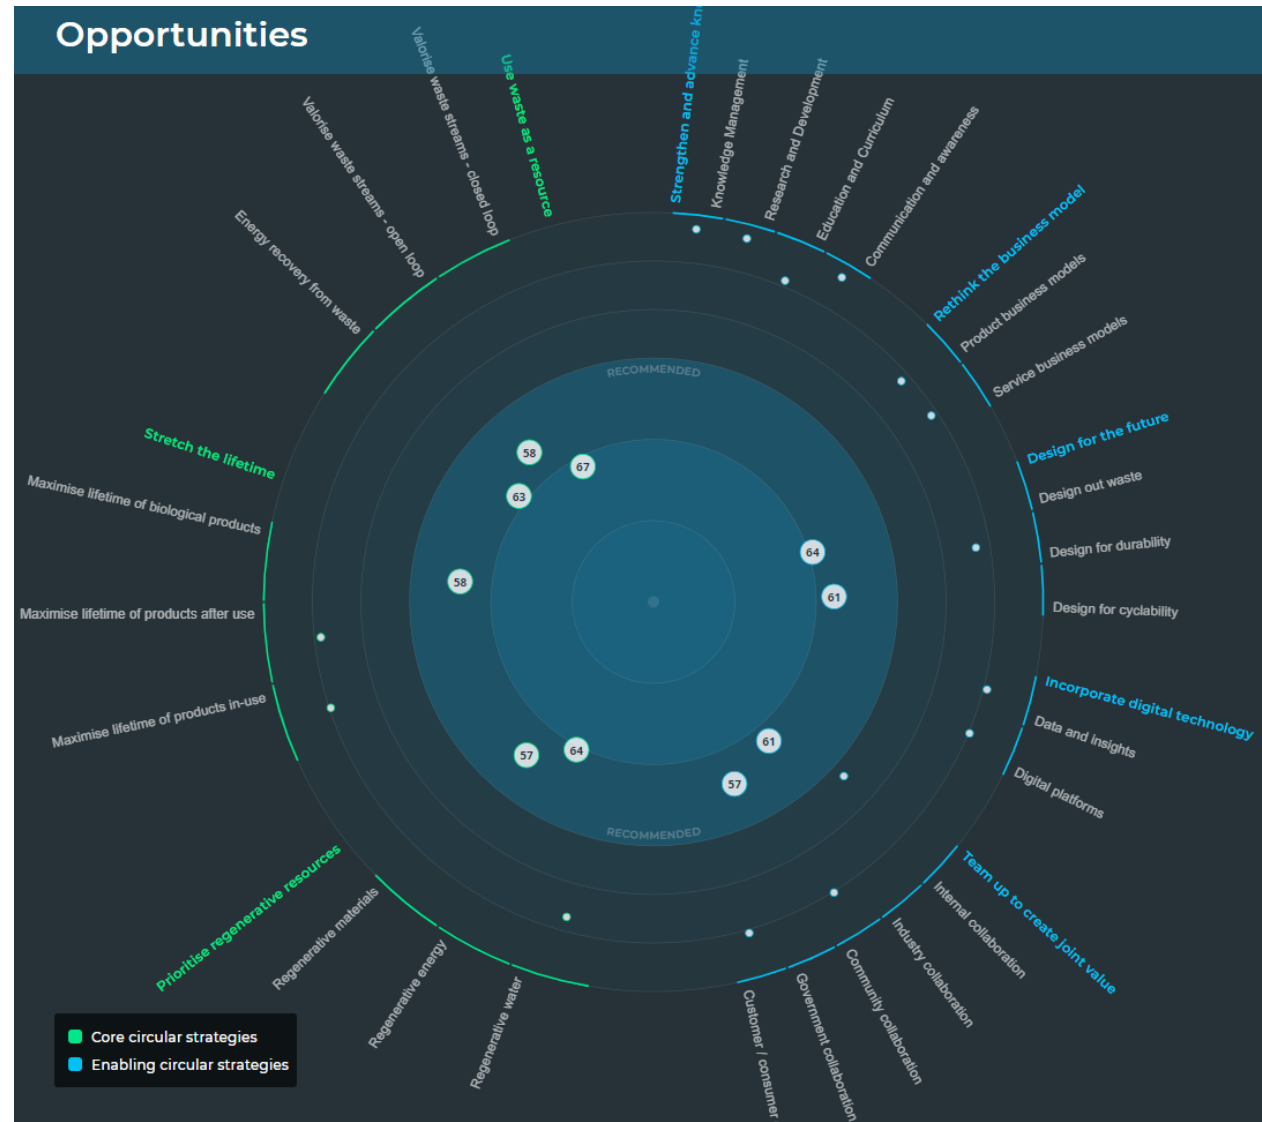 Opportunities
Use waste as a resource
Valorise waste streams - closed loop
Valorise waste streams - open loop
Energy recovery from waste
Strengthen and advance kn
Knowledge Management
Research and Development
Education and Curriculum
Communication and awareness
Rethink the business model
Product business models
Service business models
Design for the future
Design out waste
Design for durability
Design for cyclability
Incorporate digital technology
Data and insights
Digital platforms
Team up to create joint value
Internal collaboration
Industry collaboration
Community collaboration
Government collaboration
Customer / consumer
Stretch the lifetime
Maximise lifetime of biological products
Maximise lifetime of products after use
Maximise lifetime of products in-use
Prioritise regenerative resources
Regenerative materials
Regenerative energy
Regenerative water
RECOMMENDED
58
67
63
64
58
61
61
64
57
57
RECOMMENDED
Core circular strategies
Enabling circular strategies